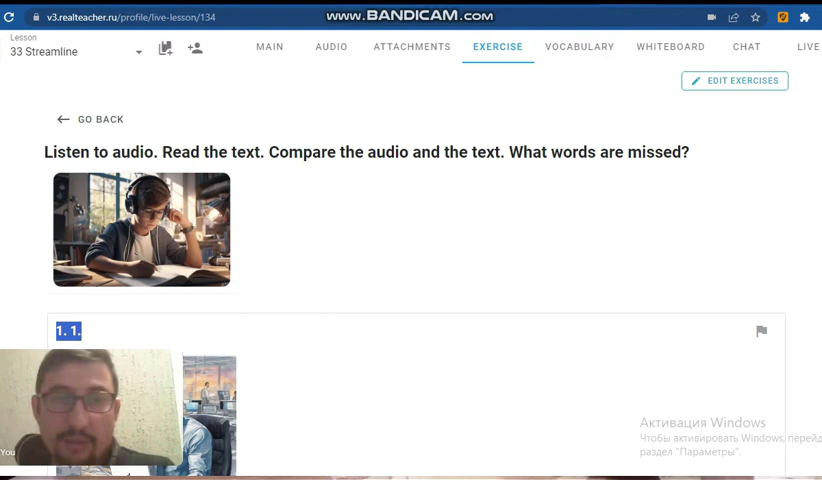 v3.realteacher.ru/profile/live-lesson/134
www.BANDICAM.com
Lesson
33 Streamline
MAIN
AUDIO
ATTACHMENTS
EXERCISE
VOCABULARY
WHITEBOARD
CHAT
LIVE
EDIT EXERCISES
GO BACK
Listen to audio. Read the text. Compare the audio and the text. What words are missed?
1. 1.
You
Активация Windows
Чтобы активировать Windows, перейд
раздел "Параметры".